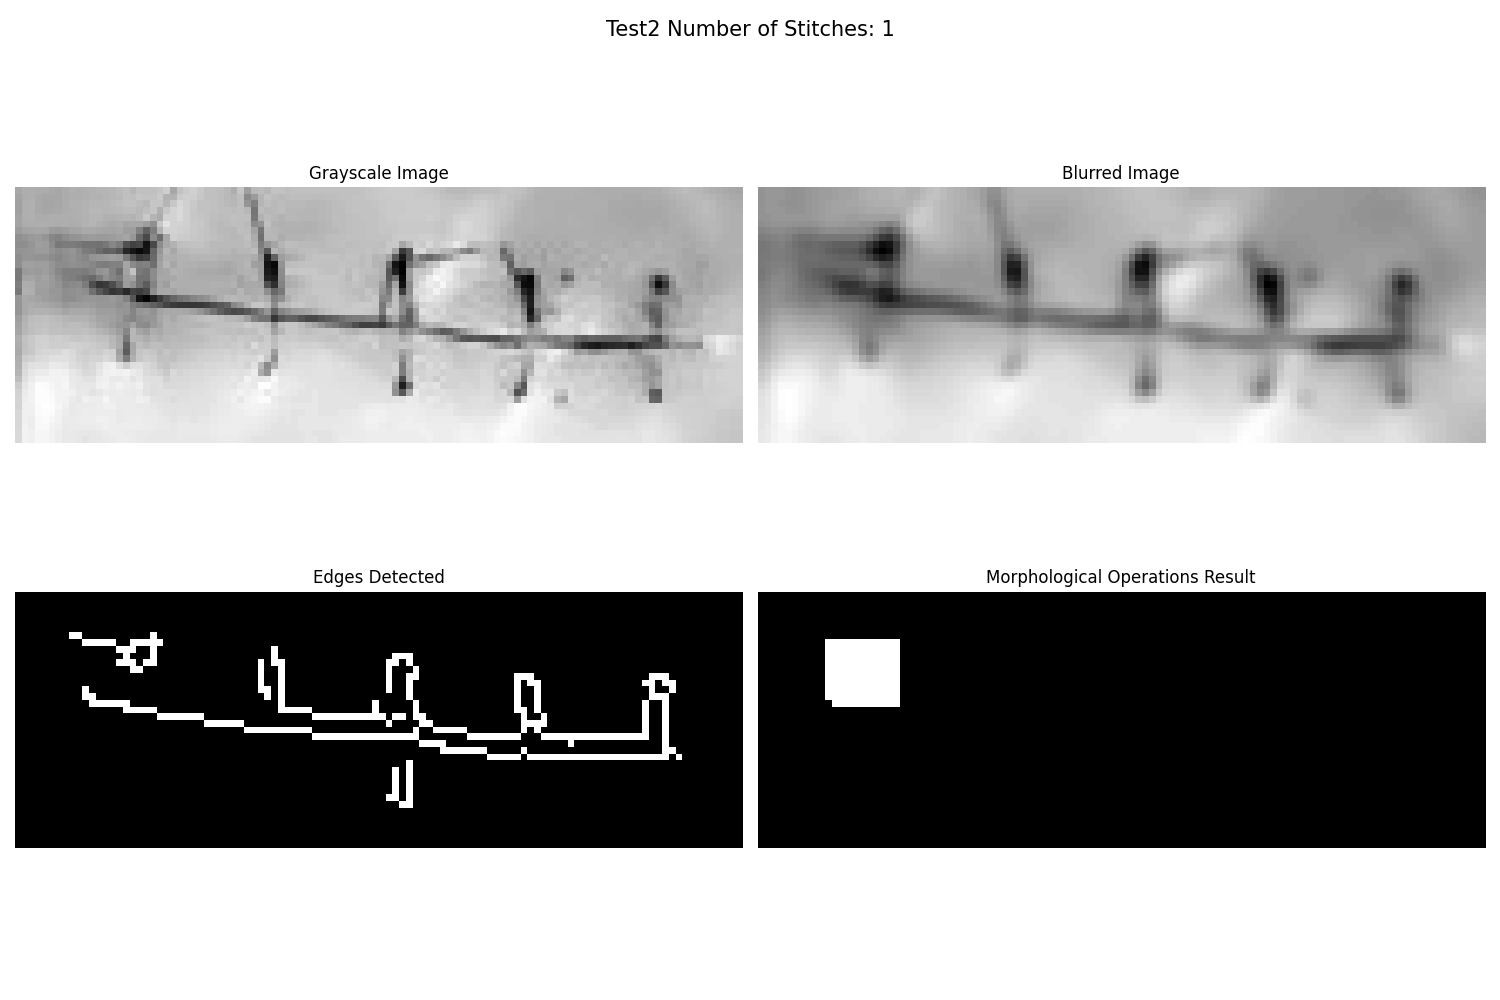 Test2 Number of Stitches: 1
Grayscale Image
Blurred Image
Edges Detected
Morphological Operations Result